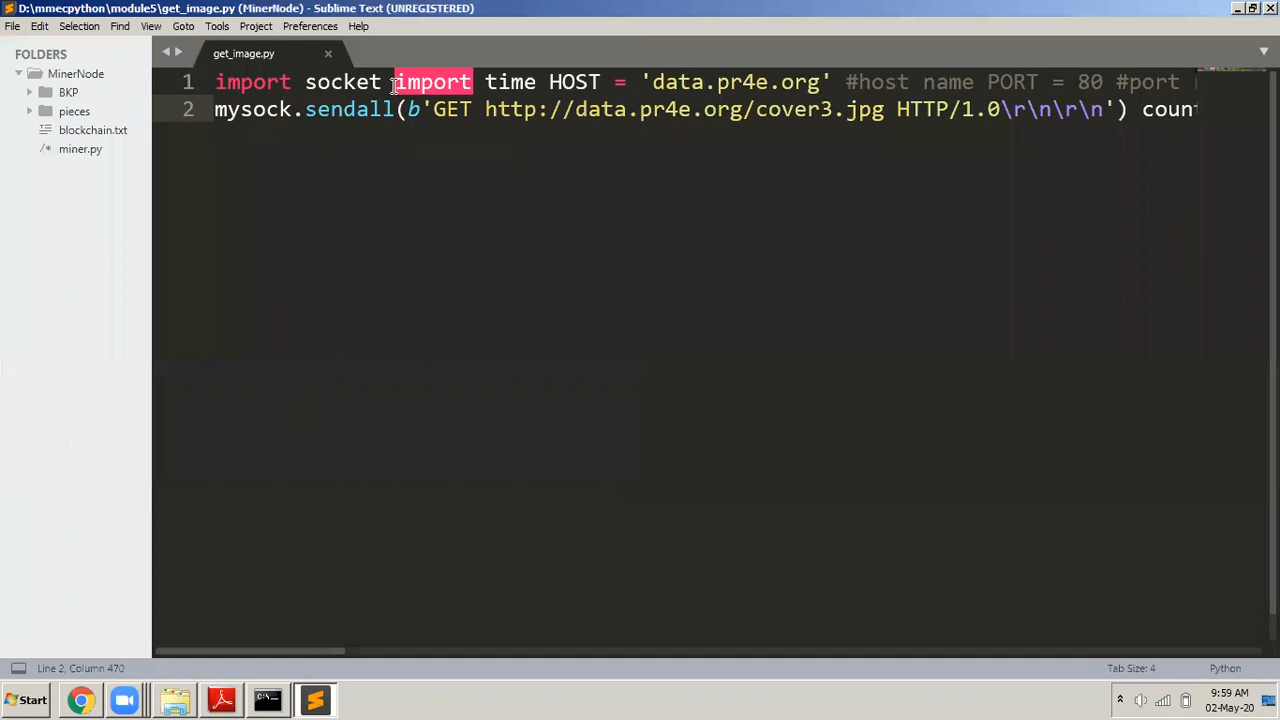 D:\mmecpython\module5\get_image.py (MinerNode) - Sublime Text (UNREGISTERED)
File Edit Selection Find View Goto Tools Project Preferences Help
FOLDERS
MinerNode
BKP
pieces
blockchain.txt
miner.py
get_image.py
1 import socket import time HOST = 'data.pr4e.org' #host name PORT = 80 #port
2 mysock.sendall(b'GET http://data.pr4e.org/cover3.jpg HTTP/1.0\r\n\r\n') coun
Line 2, Column 470
Tab Size: 4
Python
Start
9:59 AM
02-May-20